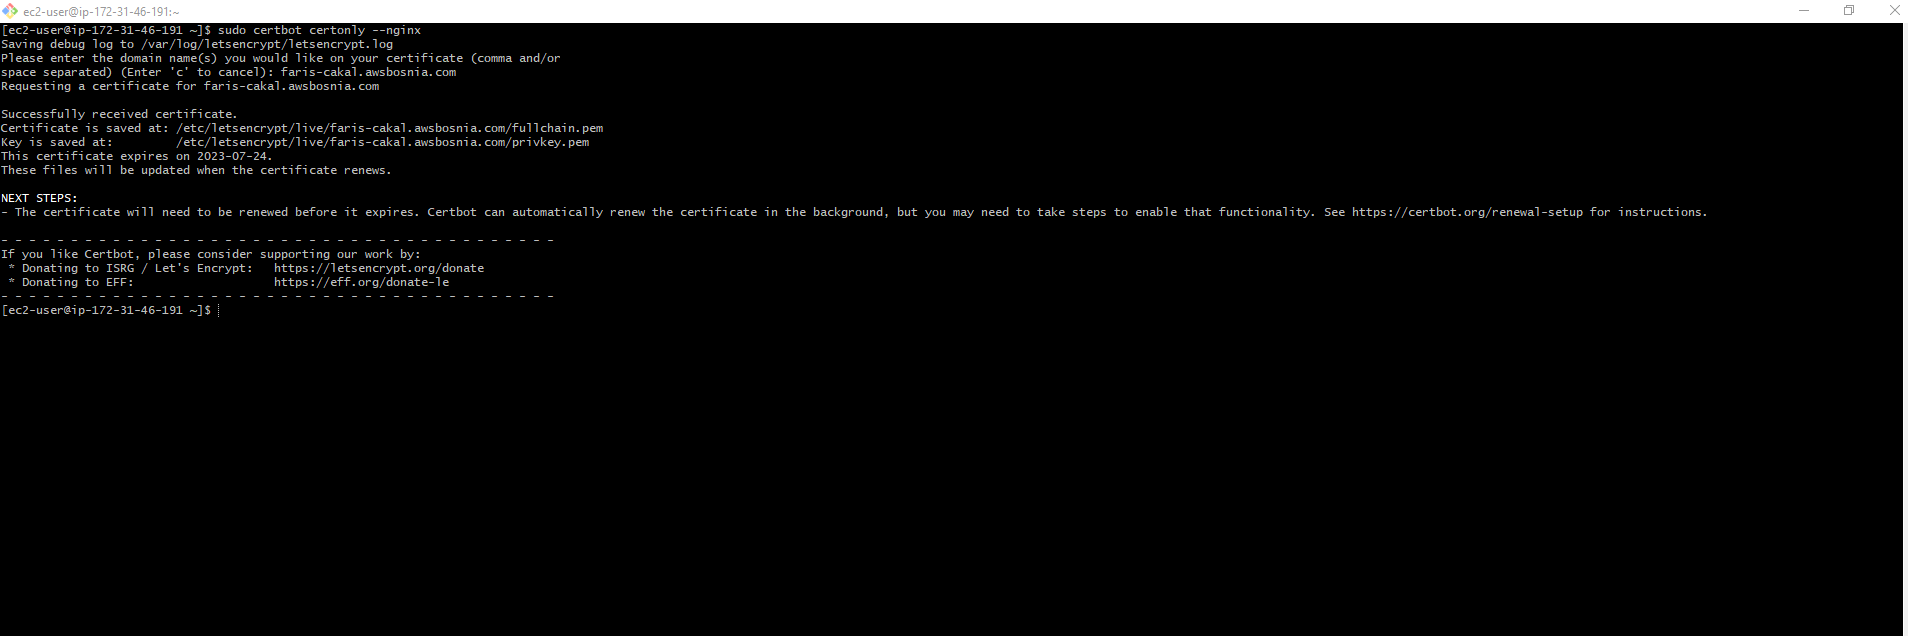 ec2-user@ip-172-31-46-191:~
[ec2-user@ip-172-31-46-191 ~]$ sudo certbot certonly --nginx
Saving debug log to /var/log/letsencrypt/letsencrypt.log
Please enter the domain name(s) you would like on your certificate (comma and/or
space separated) (Enter 'c' to cancel): faris-cakal.awsbosnia.com
Requesting a certificate for faris-cakal.awsbosnia.com

Successfully received certificate.
Certificate is saved at: /etc/letsencrypt/live/faris-cakal.awsbosnia.com/fullchain.pem
Key is saved at:         /etc/letsencrypt/live/faris-cakal.awsbosnia.com/privkey.pem
This certificate expires on 2023-07-24.
These files will be updated when the certificate renews.

NEXT STEPS:
- The certificate will need to be renewed before it expires. Certbot can automatically renew the certificate in the background, but you may need to take steps to enable that functionality. See https://certbot.org/renewal-setup for instructions.

- - - - - - - - - - - - - - - - - - - - - - - - - - - - - - - - - - - - - - - -
If you like Certbot, please consider supporting our work by:
 * Donating to ISRG / Let's Encrypt:   https://letsencrypt.org/donate
 * Donating to EFF:                    https://eff.org/donate-le
- - - - - - - - - - - - - - - - - - - - - - - - - - - - - - - - - - - - - - - -
[ec2-user@ip-172-31-46-191 ~]$